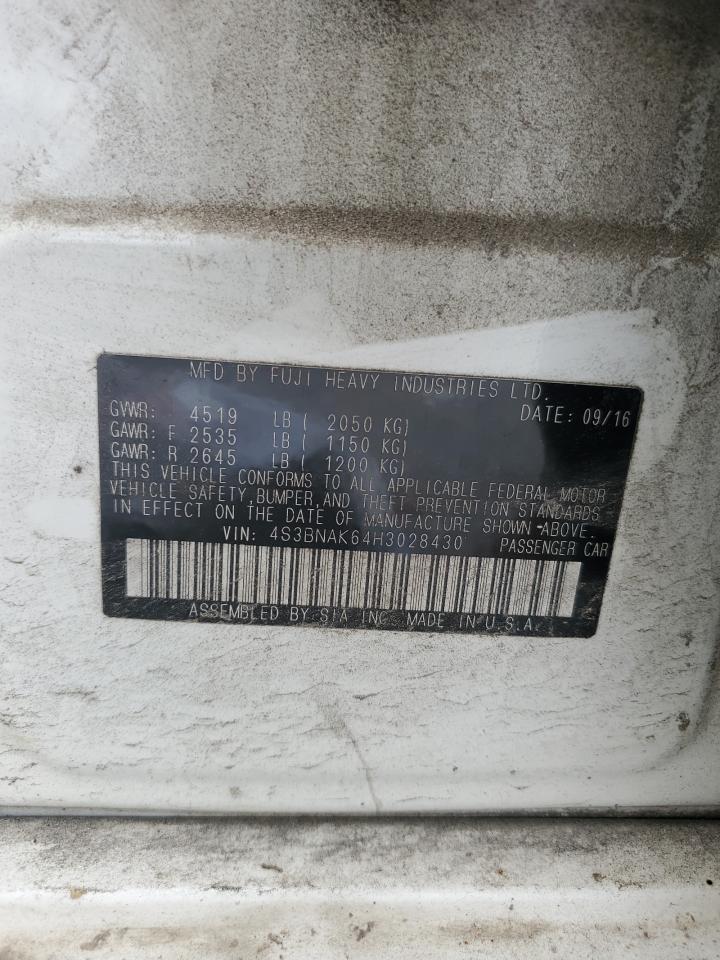 MFD BY FUJI HEAVY INDUSTRIES LTD.
DATE: 09/16
GVWR: 4519 LB ( 2050 KG)
GAWR: F 2535 LB ( 1150 KG)
GAWR: R 2645 LB ( 1200 KG)
THIS VEHICLE CONFORMS TO ALL APPLICABLE FEDERAL MOTOR
VEHICLE SAFETY, BUMPER, AND THEFT PREVENTION STANDARDS
IN EFFECT ON THE DATE OF MANUFACTURE SHOWN ABOVE.
VIN: 4S3BNAK64H3028430 PASSENGER CAR
ASSEMBLED BY SIA INC. MADE IN U.S.A.